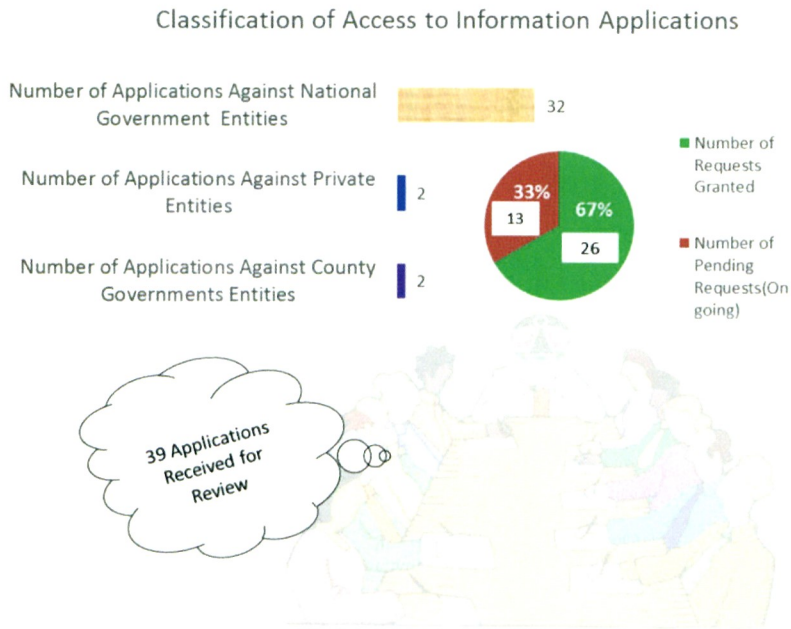 Classification of Access to Information Applications
Number of Applications Against National
Government Entities
32
Number of Applications Against Private
Entities
2
Number of Applications Against County
Governments Entities
2
33%
13
67%
26
Number of
Requests
Granted
Number of
Pending
Requests(On
going)
39 Applications
Received for
Review